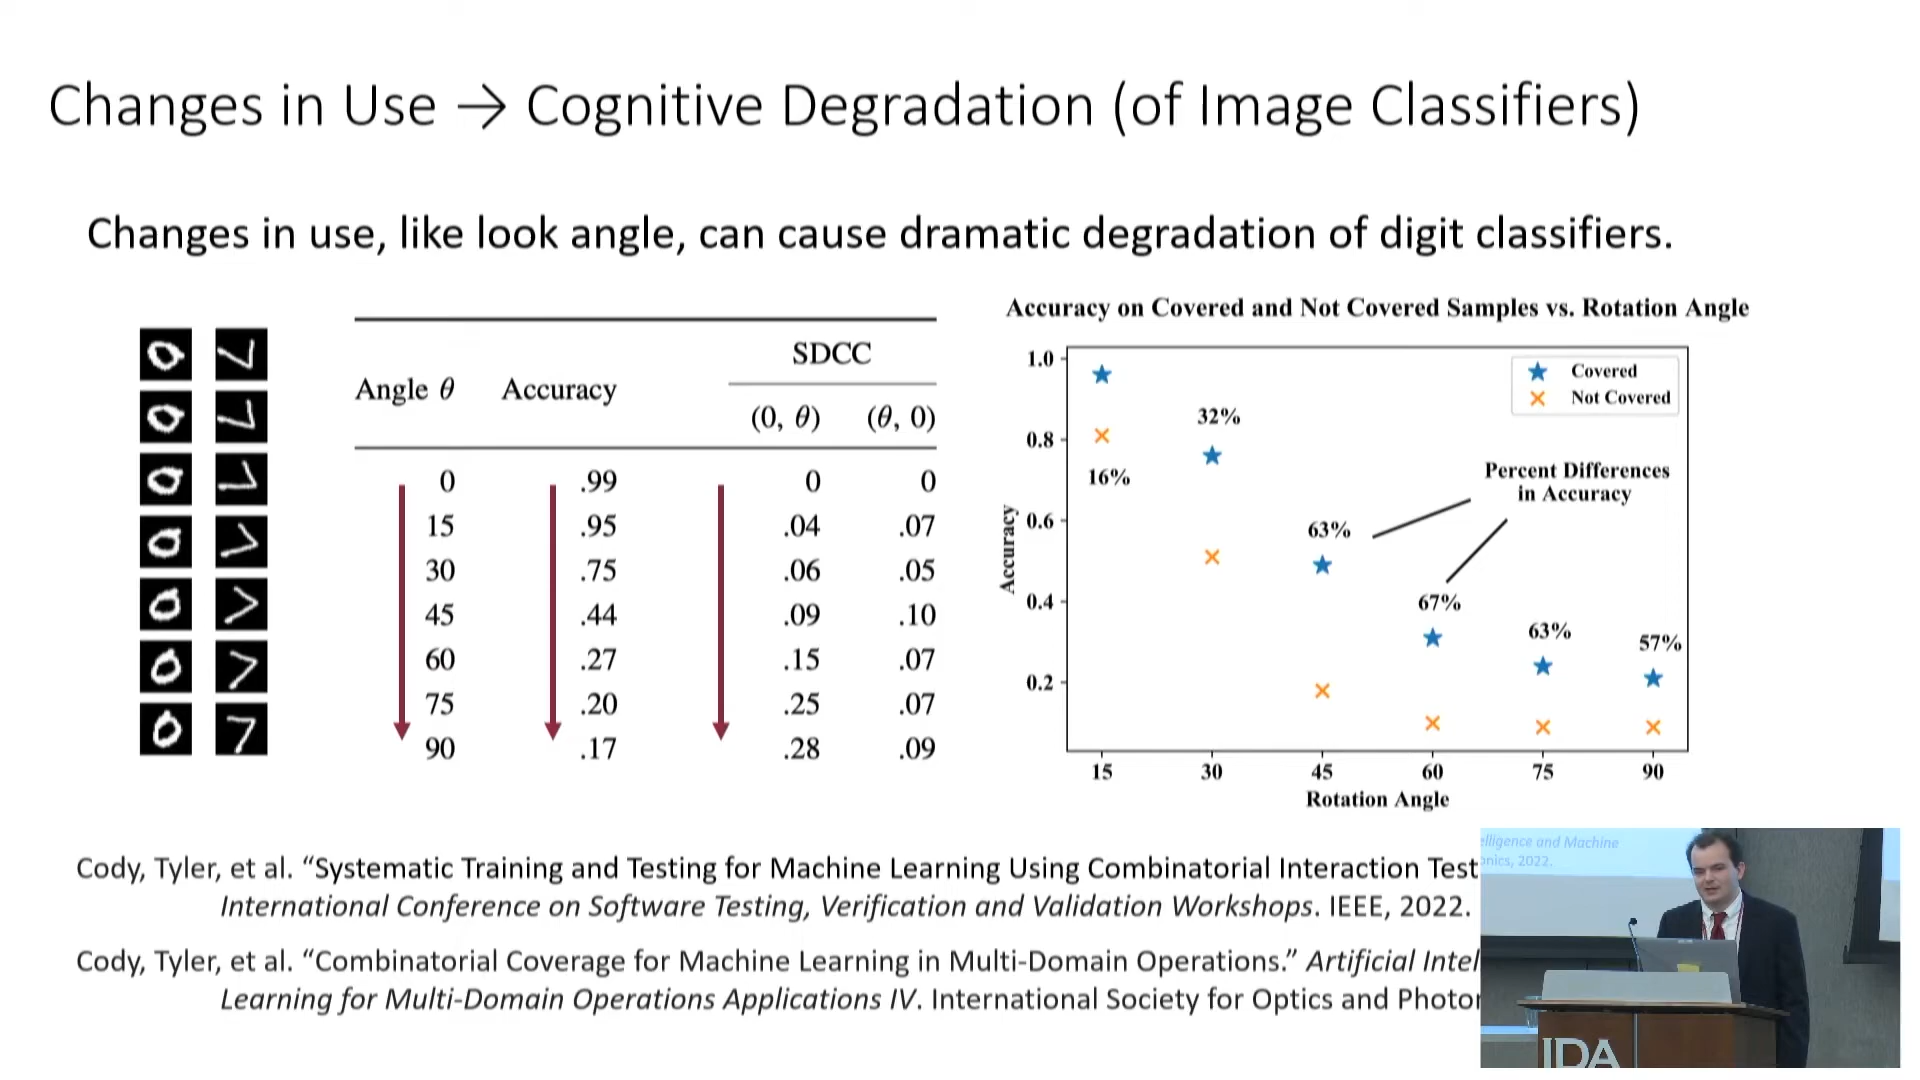 Changes in Use → Cognitive Degradation (of Image Classifiers)
Changes in use, like look angle, can cause dramatic degradation of digit classifiers.
Angle θ Accuracy SDCC
(0, θ) (θ, 0)
0 .99 0 0
15 .95 .04 .07
30 .75 .06 .05
45 .44 .09 .10
60 .27 .15 .07
75 .20 .25 .07
90 .17 .28 .09
Accuracy on Covered and Not Covered Samples vs. Rotation Angle
Accuracy
1.0
0.8
0.6
0.4
0.2
Covered
Not Covered
16%
32%
63%
67%
63%
57%
Percent Differences
in Accuracy
15 30 45 60 75 90
Rotation Angle
Cody, Tyler, et al. “Systematic Training and Testing for Machine Learning Using Combinatorial Interaction Test
International Conference on Software Testing, Verification and Validation Workshops. IEEE, 2022.
Cody, Tyler, et al. “Combinatorial Coverage for Machine Learning in Multi-Domain Operations.” Artificial Intel
Learning for Multi-Domain Operations Applications IV. International Society for Optics and Photon
elligence and Machine
onics, 2022.
IDA